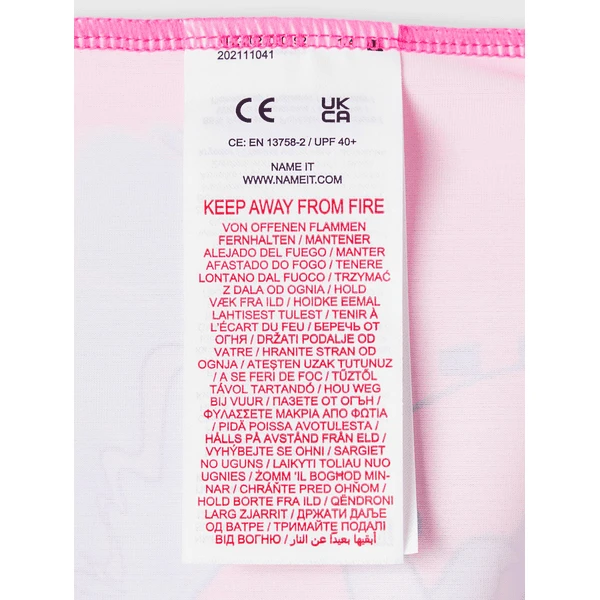 202111041
CE UK
CA
CE: EN 13758-2 / UPF 40+
NAME IT
WWW.NAMEIT.COM
KEEP AWAY FROM FIRE
VON OFFENEN FLAMMEN
FERNHALTEN / MANTENER
ALEJADO DEL FUEGO / MANTER
AFASTADO DO FOGO / TENERE
LONTANO DAL FUOCO / TRZYMAĆ
Z DALA OD OGNIA / HOLD
VÆK FRA ILD / HOIDKE EEMAL
LAHTISEST TULEST / TENIR À
L'ÉCART DU FEU / БЕРЕЧЬ ОТ
ОГНЯ / DRŽATI PODALJE OD
VATRE / HRANITE STRAN OD
OGNJA / ATEŞTEN UZAK TUTUNUZ
/ A SE FERI DE FOC / TŰZTŐL
TÁVOL TARTANDÓ / HOU WEG
BIJ VUUR / ПАЗЕТЕ ОТ ОГЪН /
ΦΥΛΑΣΣΕΤΕ ΜΑΚΡΙΑ ΑΠΟ ΦΩΤΙΑ
/ PIDÄ POISSA AVOTULESTA /
HÅLLS PÅ AVSTÅND FRÅN ELD /
VYHÝBEJTE SE OHNI / SARGIET
NO UGUNS / LAIKYTI TOLIAU NUO
UGNIES / ŻOMM 'IL BOGĦOD MIN-
NAR / CHRÁŇTE PRED OHŇOM /
HOLD BORTE FRA ILD / QËNDRONI
LARG ZJARRIT / ДРЖАТИ ДАЉЕ
ОД ВАТРЕ / ТРИМАЙТЕ ПОДАЛІ
ВІД ВОГНЮ / أبقيها بعيداً عن النار